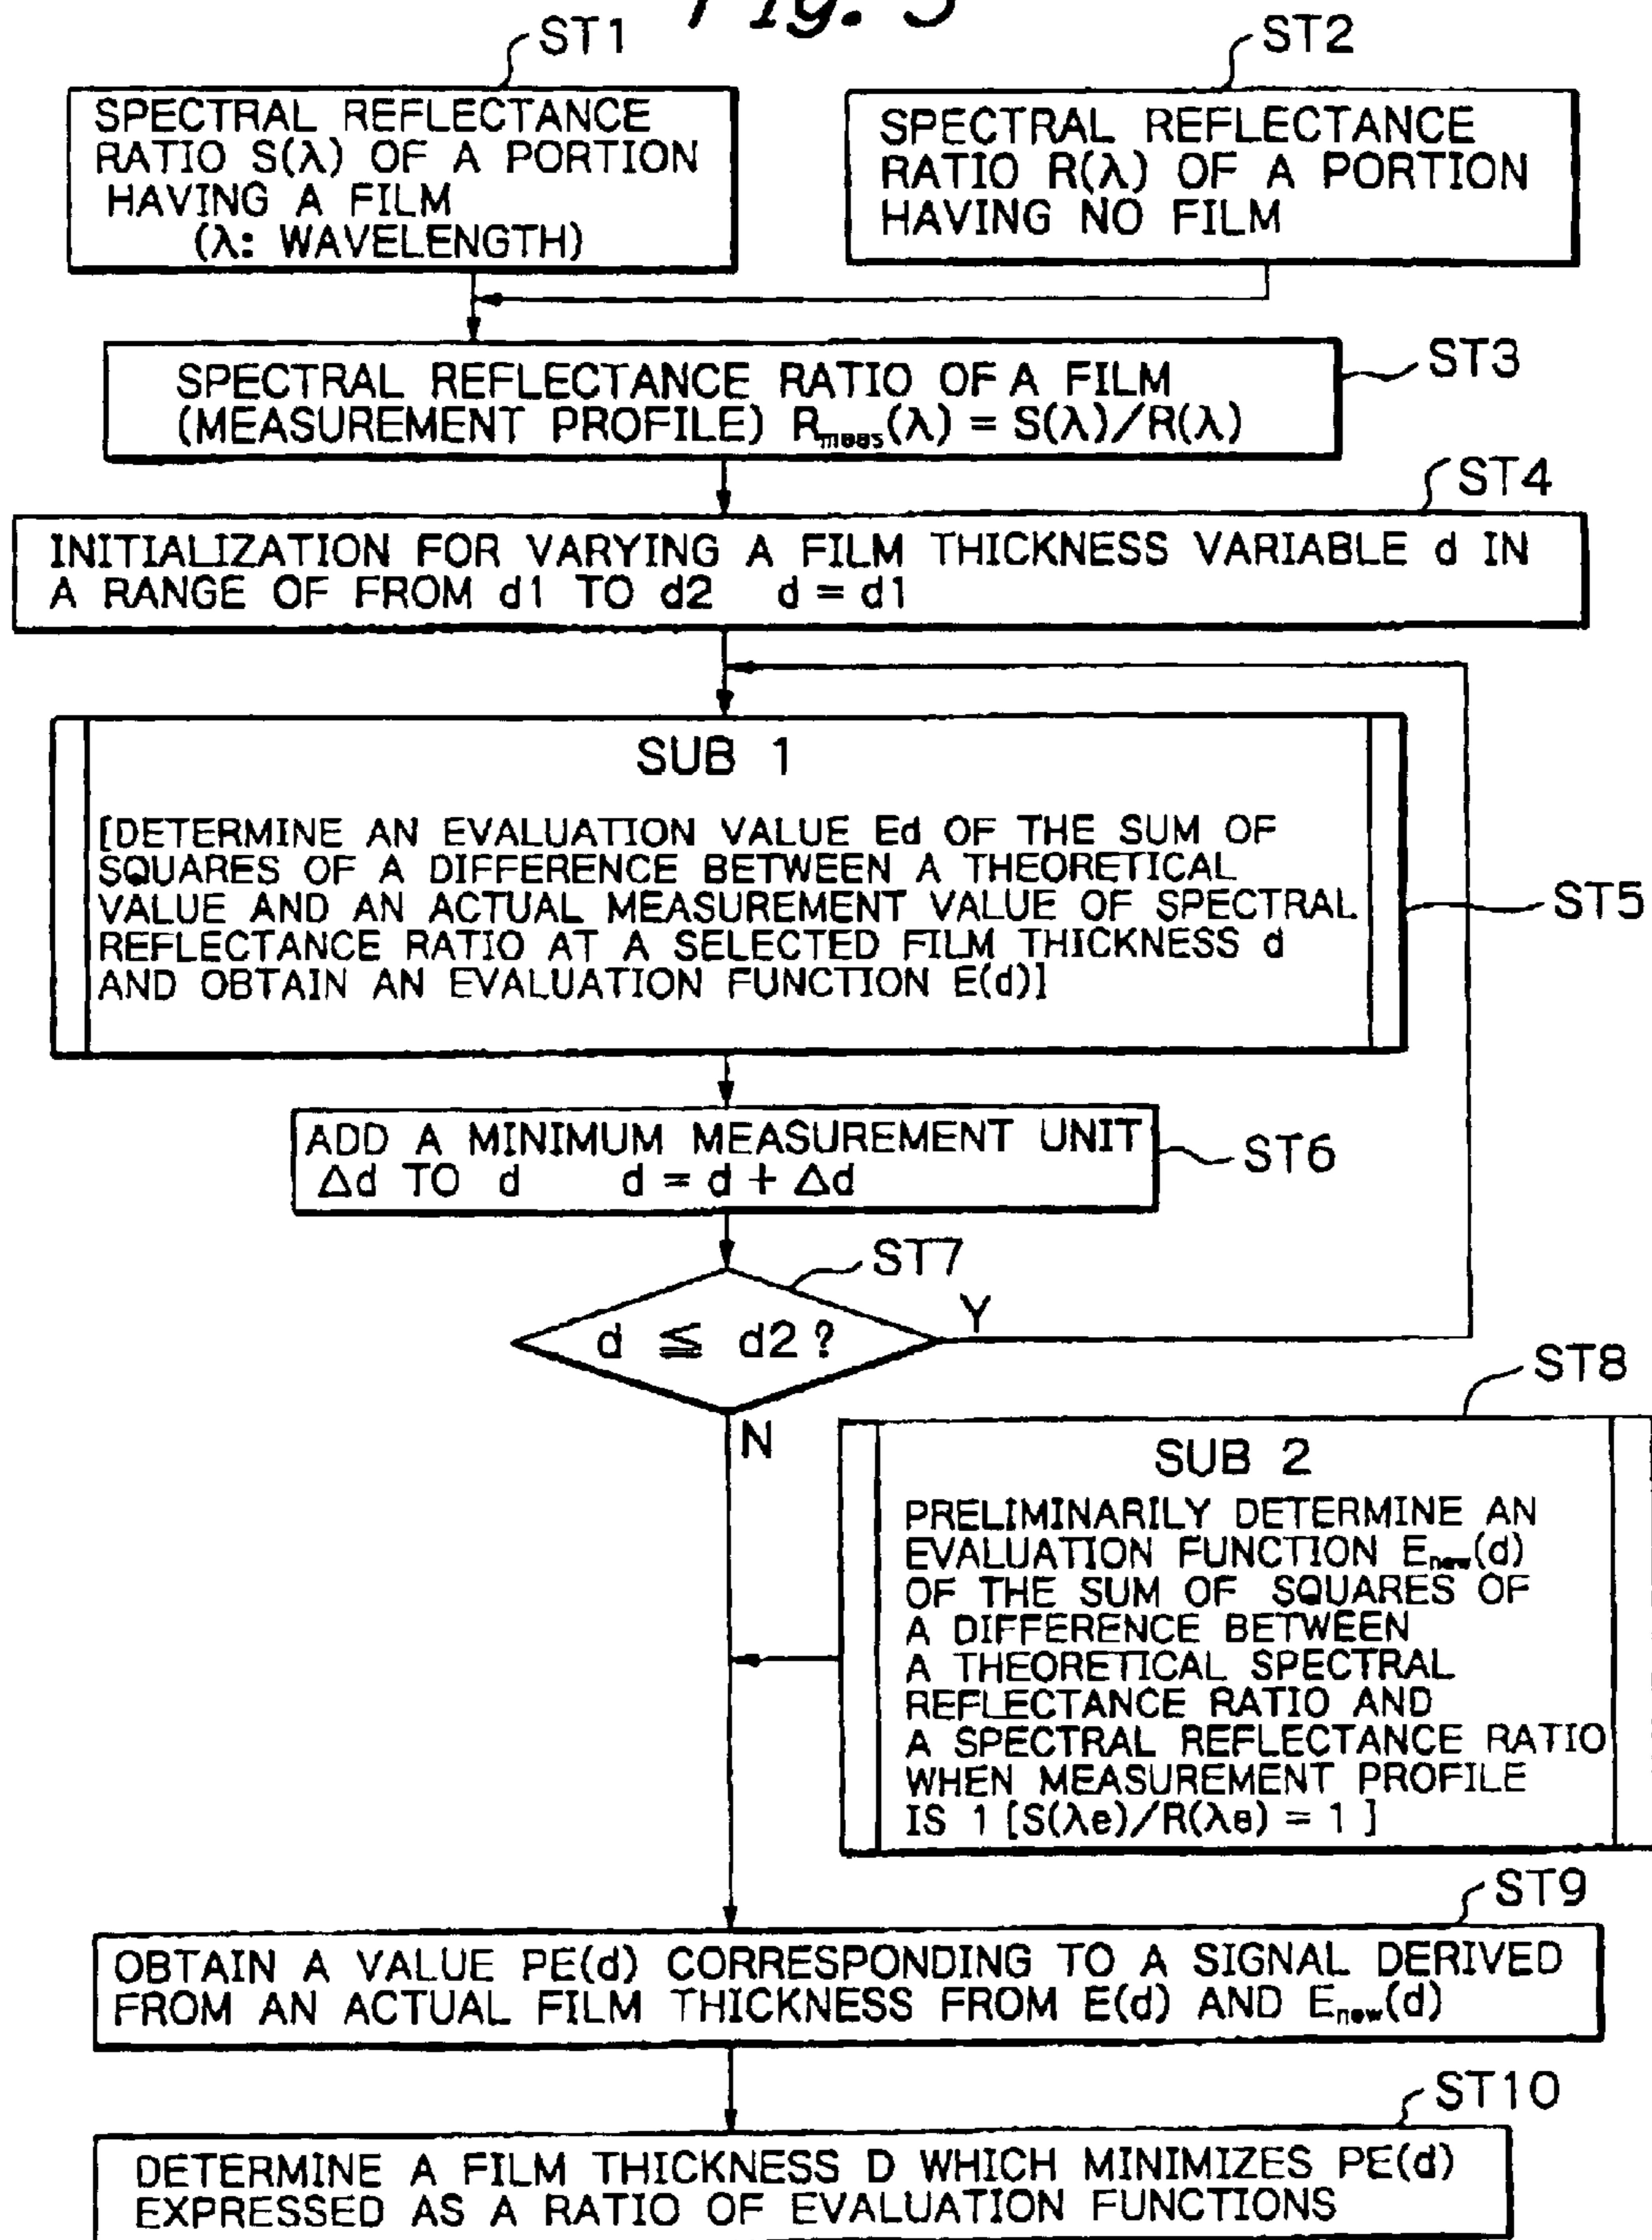 Fig. 5
ST1
SPECTRAL REFLECTANCE
RATIO S(λ) OF A PORTION
HAVING A FILM
(λ: WAVELENGTH)
ST2
SPECTRAL REFLECTANCE
RATIO R(λ) OF A PORTION
HAVING NO FILM
ST3
SPECTRAL REFLECTANCE RATIO OF A FILM
(MEASUREMENT PROFILE) Rmeas(λ) = S(λ)/R(λ)
ST4
INITIALIZATION FOR VARYING A FILM THICKNESS VARIABLE d IN
A RANGE OF FROM d1 TO d2 d = d1
SUB 1
[DETERMINE AN EVALUATION VALUE Ed OF THE SUM OF
SQUARES OF A DIFFERENCE BETWEEN A THEORETICAL
VALUE AND AN ACTUAL MEASUREMENT VALUE OF SPECTRAL
REFLECTANCE RATIO AT A SELECTED FILM THICKNESS d
AND OBTAIN AN EVALUATION FUNCTION E(d)]
ST5
ADD A MINIMUM MEASUREMENT UNIT
Δd TO d d = d + Δd
ST6
ST7
d ≦ d2 ?
Y
N
ST8
SUB 2
PRELIMINARILY DETERMINE AN
EVALUATION FUNCTION Enew(d)
OF THE SUM OF SQUARES OF
A DIFFERENCE BETWEEN
A THEORETICAL SPECTRAL
REFLECTANCE RATIO AND
A SPECTRAL REFLECTANCE RATIO
WHEN MEASUREMENT PROFILE
IS 1 [S(λe)/R(λe) = 1 ]
ST9
OBTAIN A VALUE PE(d) CORRESPONDING TO A SIGNAL DERIVED
FROM AN ACTUAL FILM THICKNESS FROM E(d) AND Enew(d)
ST10
DETERMINE A FILM THICKNESS D WHICH MINIMIZES PE(d)
EXPRESSED AS A RATIO OF EVALUATION FUNCTIONS